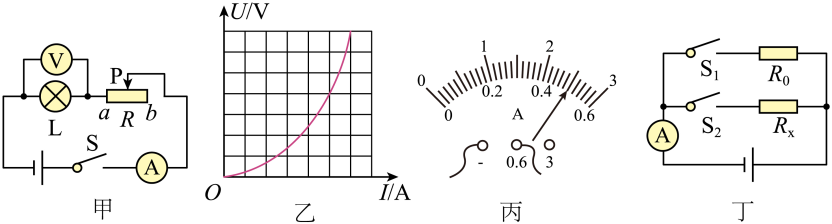 V
P
L
a R b
S
A
甲
U/V
O
I/A
乙
0 1 2 3
0 0.2 0.4 0.6
A
- 0.6 3
丙
S₁ R₀
S₂ Rₓ
A
丁